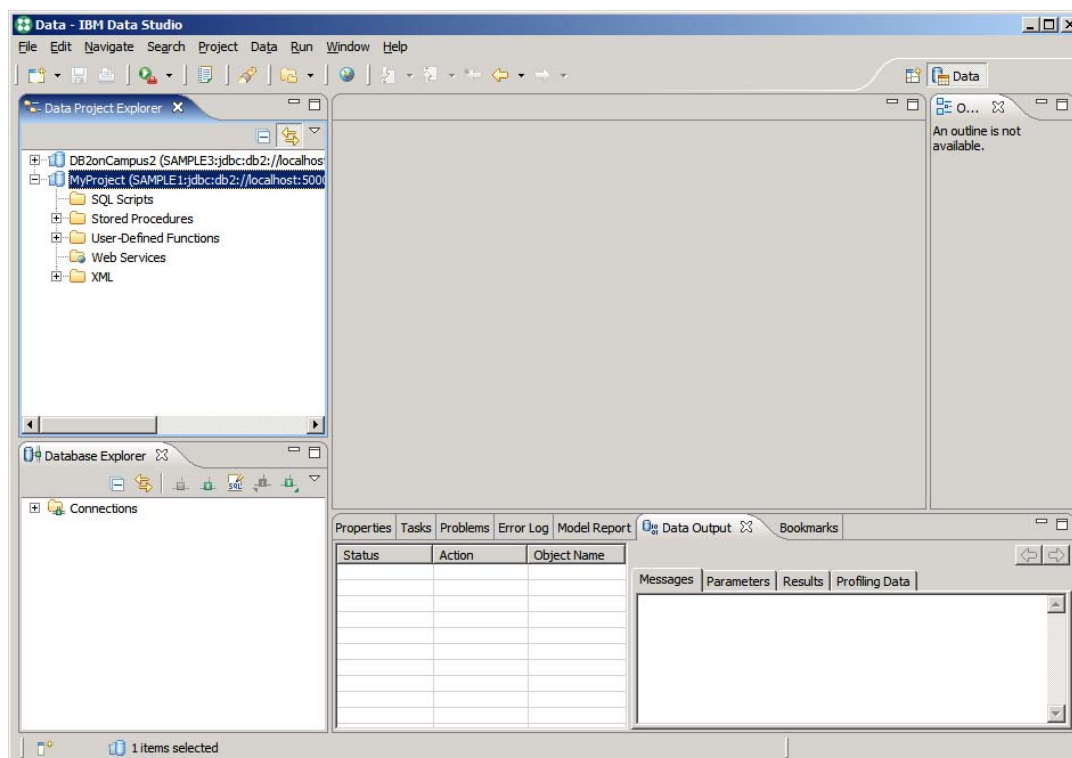 Data - IBM Data Studio
File Edit Navigate Search Project Data Run Window Help
Data
Data Project Explorer
DB2onCampus2 (SAMPLE3:jdbc:db2://localhos
MyProject (SAMPLE1:jdbc:db2://localhost:500
SQL Scripts
Stored Procedures
User-Defined Functions
Web Services
XML
O...
An outline is not
available.
Database Explorer
SQL
Connections
Properties Tasks Problems Error Log Model Report Data Output Bookmarks
Status Action Object Name
Messages Parameters Results Profiling Data
1 items selected